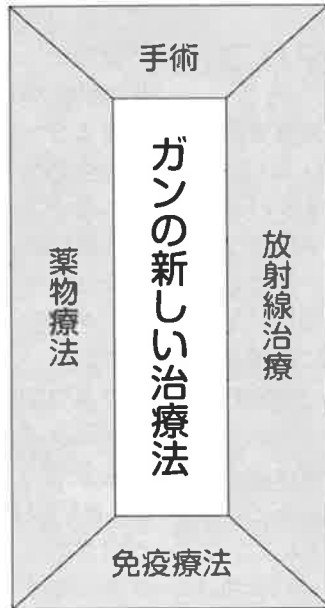 手術
ガンの新しい治療法
放射線治療
薬物療法
免疫療法